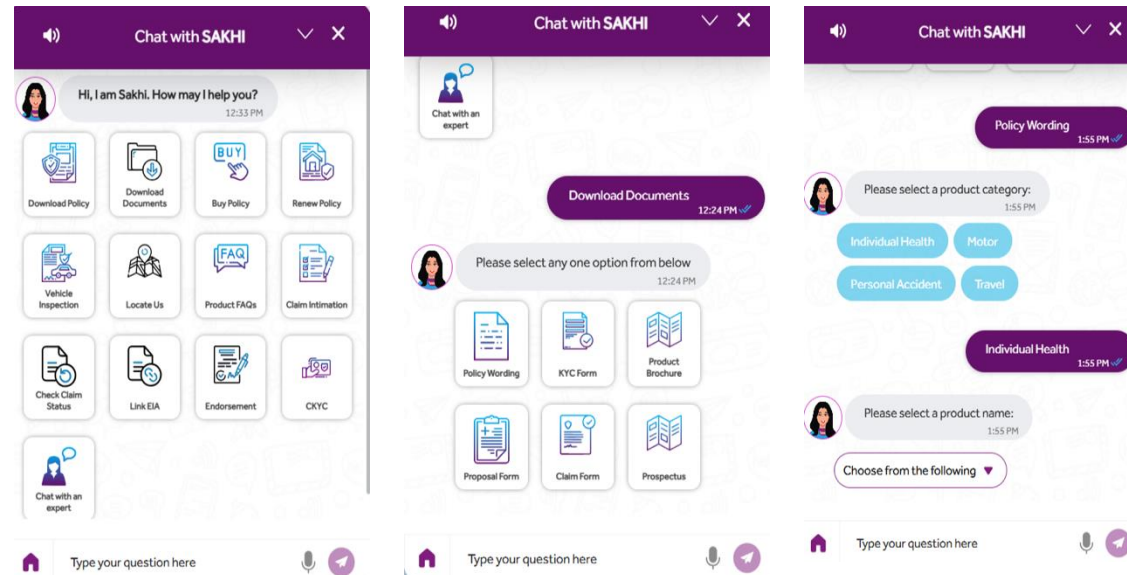 Chat with SAKHI
Hi, I am Sakhi. How may I help you?
12:33 PM
Download Policy
Download
Documents
BUY
Buy Policy
Renew Policy
Vehicle
Inspection
Locate Us
FAQ
Product FAQs
Claim Intimation
Check Claim
Status
Link EIA
Endorsement
CKYC
Chat with an
expert
Type your question here
Chat with SAKHI
Chat with an
expert
Download Documents
12:24 PM
Please select any one option from below
12:24 PM
Policy Wording
KYC Form
Product
Brochure
Proposal Form
Claim Form
Prospectus
Type your question here
Chat with SAKHI
Policy Wording
1:55 PM
Please select a product category:
1:55 PM
Individual Health
Motor
Personal Accident
Travel
Individual Health
1:55 PM
Please select a product name:
1:55 PM
Choose from the following
Type your question here